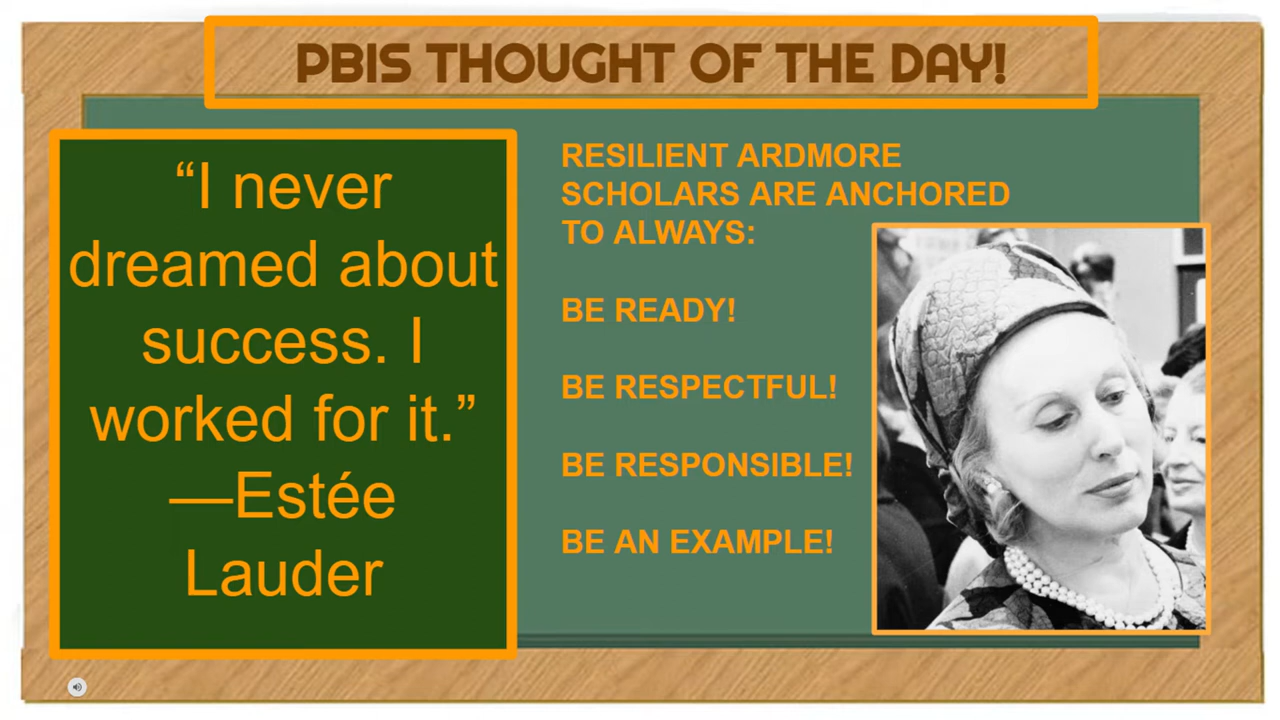 PBIS THOUGHT OF THE DAY!
“I never
dreamed about
success. I
worked for it.”
—Estée
Lauder
RESILIENT ARDMORE
SCHOLARS ARE ANCHORED
TO ALWAYS:
BE READY!
BE RESPECTFUL!
BE RESPONSIBLE!
BE AN EXAMPLE!